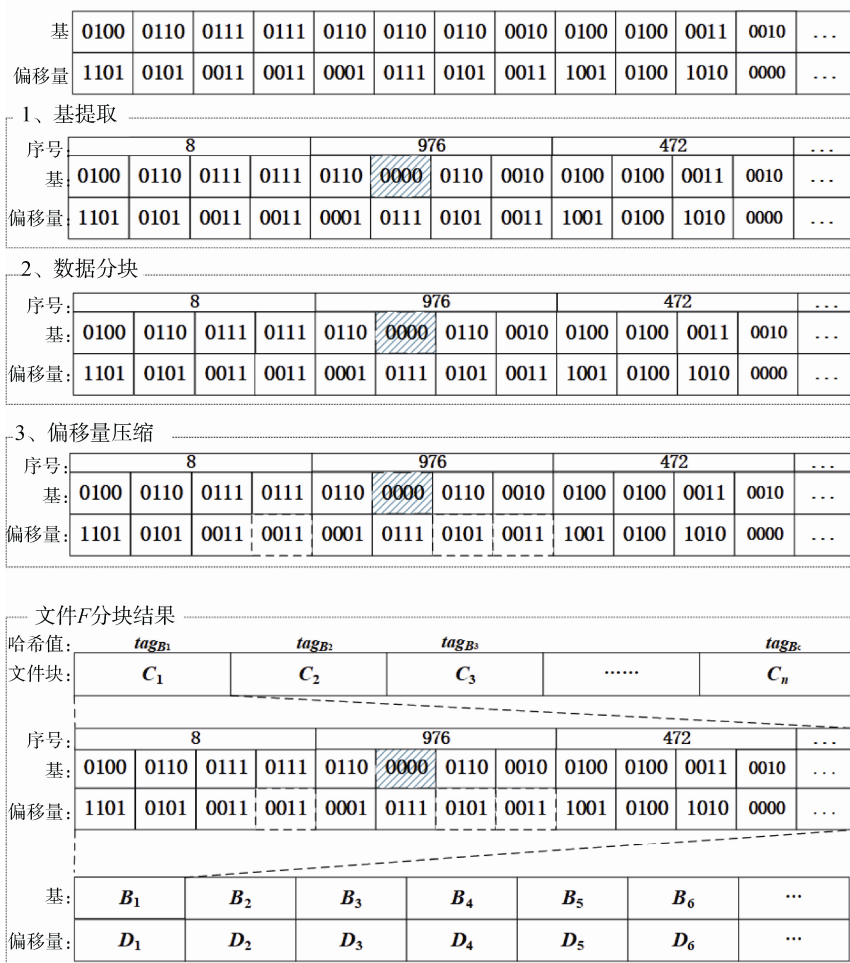 基 0100 0110 0111 0111 0110 0110 0110 0010 0100 0100 0011 0010 ...
偏移量 1101 0101 0011 0011 0001 0111 0101 0011 1001 0100 1010 0000 ...
1、基提取
序号: 8 976 472 ...
基: 0100 0110 0111 0111 0110 0000 0110 0010 0100 0100 0011 0010 ...
偏移量: 1101 0101 0011 0011 0001 0111 0101 0011 1001 0100 1010 0000 ...
2、数据分块
序号: 8 976 472 ...
基: 0100 0110 0111 0111 0110 0000 0110 0010 0100 0100 0011 0010 ...
偏移量: 1101 0101 0011 0011 0001 0111 0101 0011 1001 0100 1010 0000 ...
3、偏移量压缩
序号: 8 976 472 ...
基: 0100 0110 0111 0111 0110 0000 0110 0010 0100 0100 0011 0010 ...
偏移量: 1101 0101 0011 0011 0001 0111 0101 0011 1001 0100 1010 0000 ...
文件F分块结果
哈希值: tagB1 tagB2 tagB3 tagBc
文件块: C1 C2 C3 …… Cn
序号: 8 976 472 ...
基: 0100 0110 0111 0111 0110 0000 0110 0010 0100 0100 0011 0010 ...
偏移量: 1101 0101 0011 0011 0001 0111 0101 0011 1001 0100 1010 0000 ...
基: B1 B2 B3 B4 B5 B6 …
偏移量: D1 D2 D3 D4 D5 D6 …